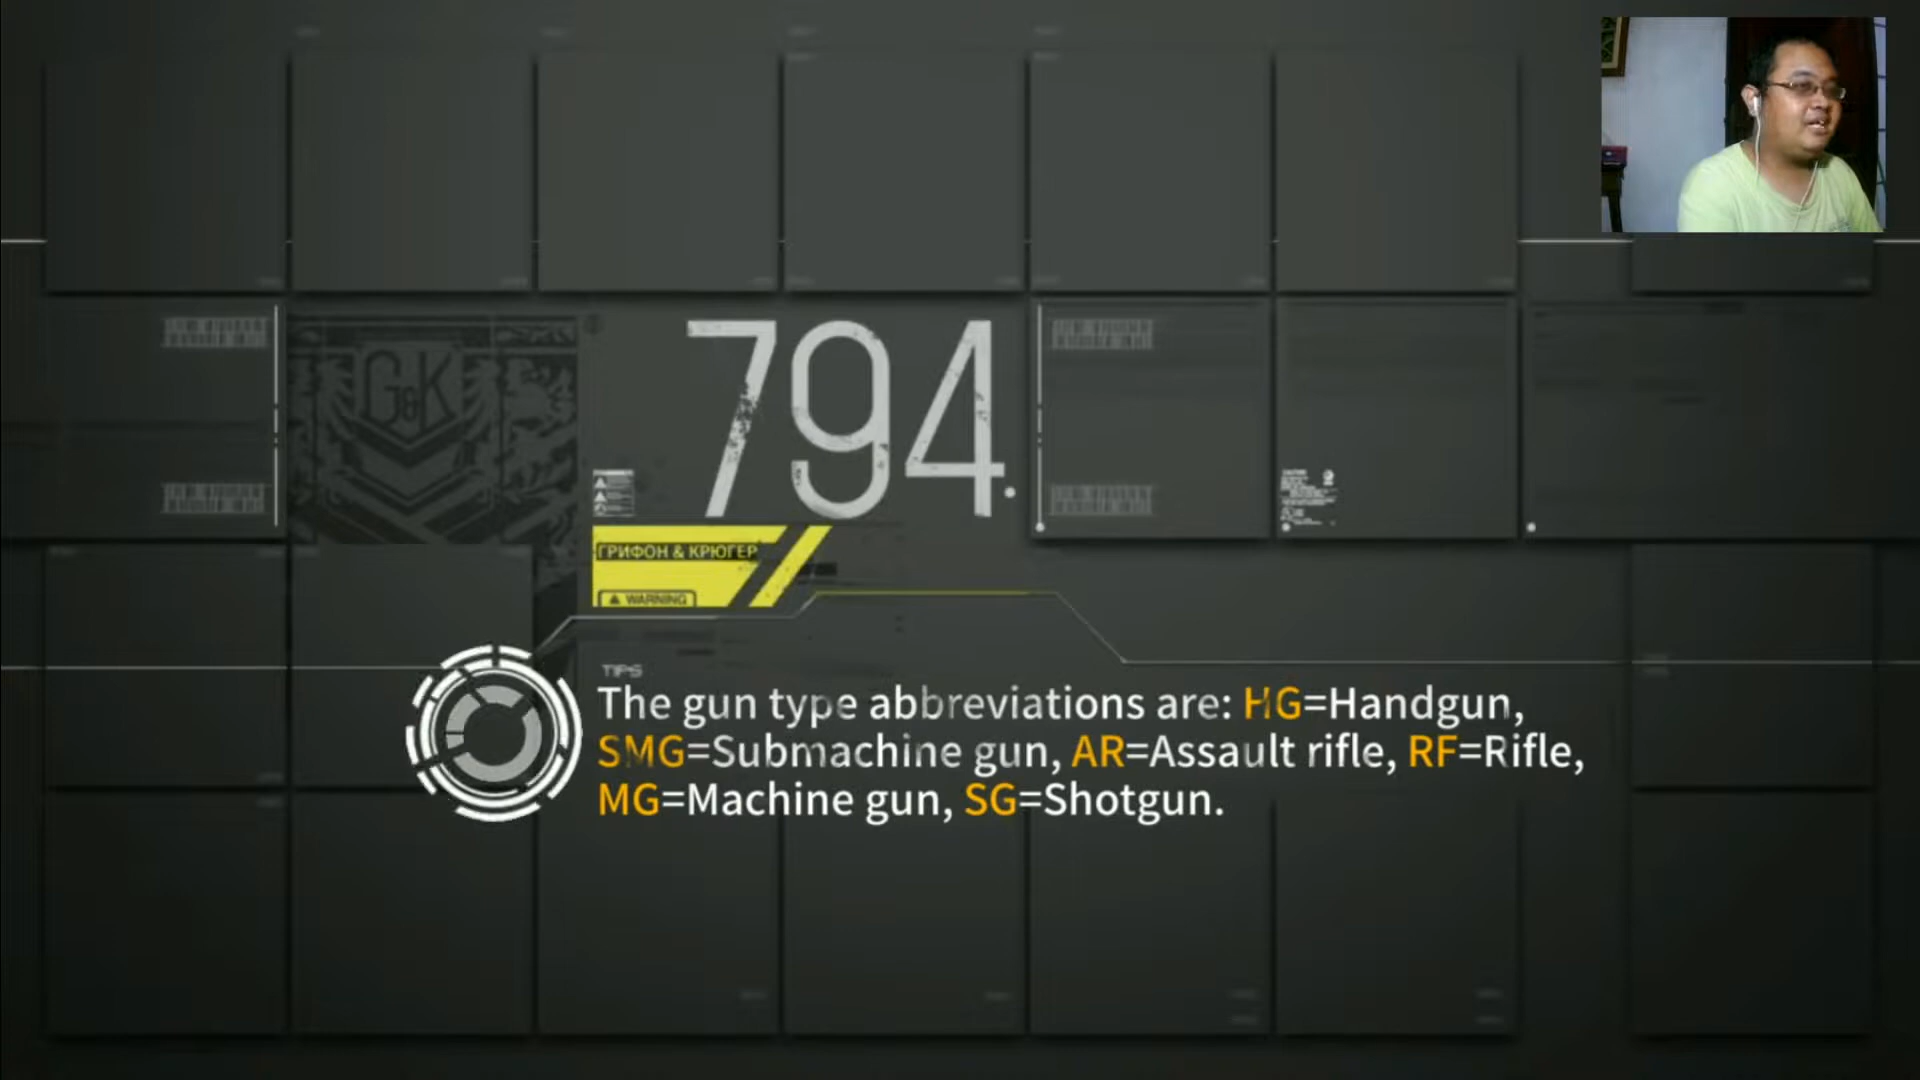 G&K
794.
ГРИФОН & КРЮГЕР
WARNING
TIPS
The gun type abbreviations are: HG=Handgun,
SMG=Submachine gun, AR=Assault rifle, RF=Rifle,
MG=Machine gun, SG=Shotgun.